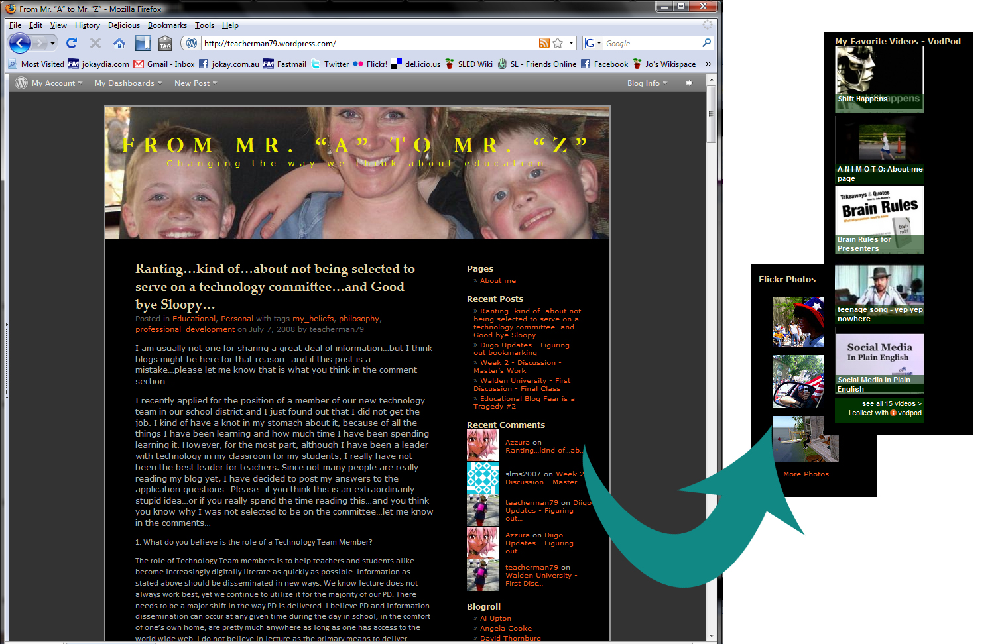 From Mr. “A” to Mr. “Z” - Mozilla Firefox
File Edit View History Delicious Bookmarks Tools Help
TAG
http://teacherman79.wordpress.com/
G Google
Most Visited jokaydia.com Gmail - Inbox jokay.com.au Fastmail Twitter Flickr! del.icio.us SLED Wiki SL - Friends Online Facebook Jo's Wikispace »
My Account My Dashboards New Post Blog Info
FROM MR. “A” TO MR. “Z”
Changing the way we think about education
Ranting...kind of...about not being selected to
serve on a technology committee...and Good
bye Sloopy...
Posted in Educational, Personal with tags my_beliefs, philosophy,
professional_development on July 7, 2008 by teacherman79
I am usually not one for sharing a great deal of information...but I think
blogs might be here for that reason...and if this post is a
mistake...please let me know that is what you think in the comment
section...
I recently applied for the position of a member of our new technology
team in our school district and I just found out that I did not get the
job. I kind of have a knot in my stomach about it, because of all the
things I have been learning and how much time I have been spending
learning it. However, for the most part, although I have been a leader
with technology in my classroom for my students, I really have not
been the best leader for teachers. Since not many people are really
reading my blog yet, I have decided to post my answers to the
application questions...Please...if you think this is an extraordinarily
stupid idea...or if you really spend the time reading this...and you think
you know why I was not selected to be on the committee...let me know
in the comments...
1. What do you believe is the role of a Technology Team Member?
The role of Technology Team members is to help teachers and students alike
become increasingly digitally literate as quickly as possible. Information as
stated above should be disseminated in new ways. We know lecture does not
always work best, yet we continue to utilize it for the majority of our PD. There
needs to be a major shift in the way PD is delivered. I believe PD and information
dissemination can occur at any given time during the day in school, in the comfort
of one's own home, are pretty much anywhere as long as one has access to the
world wide web. I do not believe in lecture as the primary means to deliver
Pages
» About me
Recent Posts
» Ranting...kind of...about not
being selected to serve on a
technology committee...and
Good bye Sloopy...
» Diigo Updates - Figuring
out bookmarking
» Week 2 - Discussion -
Master's Work
» Walden University - First
Discussion - Final Class
» Educational Blog Fear is a
Tragedy #2
Recent Comments
Azzura on
Ranting...kind of...ab...
slms2007 on Week 2
Discussion - Master...
teacherman79 on Diigo
Updates - Figuring
out...
Azzura on Diigo
Updates - Figuring
out...
teacherman79 on
Walden University -
First Disc...
Blogroll
» Al Upton
» Angela Cooke
» David Thornburg
Flickr Photos
More Photos
My Favorite Videos - VodPod
shifthappens
Shift Happens
A N I M O T O: About me
page
Takeaways & Quotes
Brain Rules
brain
rules
Brain Rules for
Presenters
teenage song - yep yep
nowhere
Social Media
In Plain English
Social Media in Plain
English
see all 15 videos >
I collect with vodpod